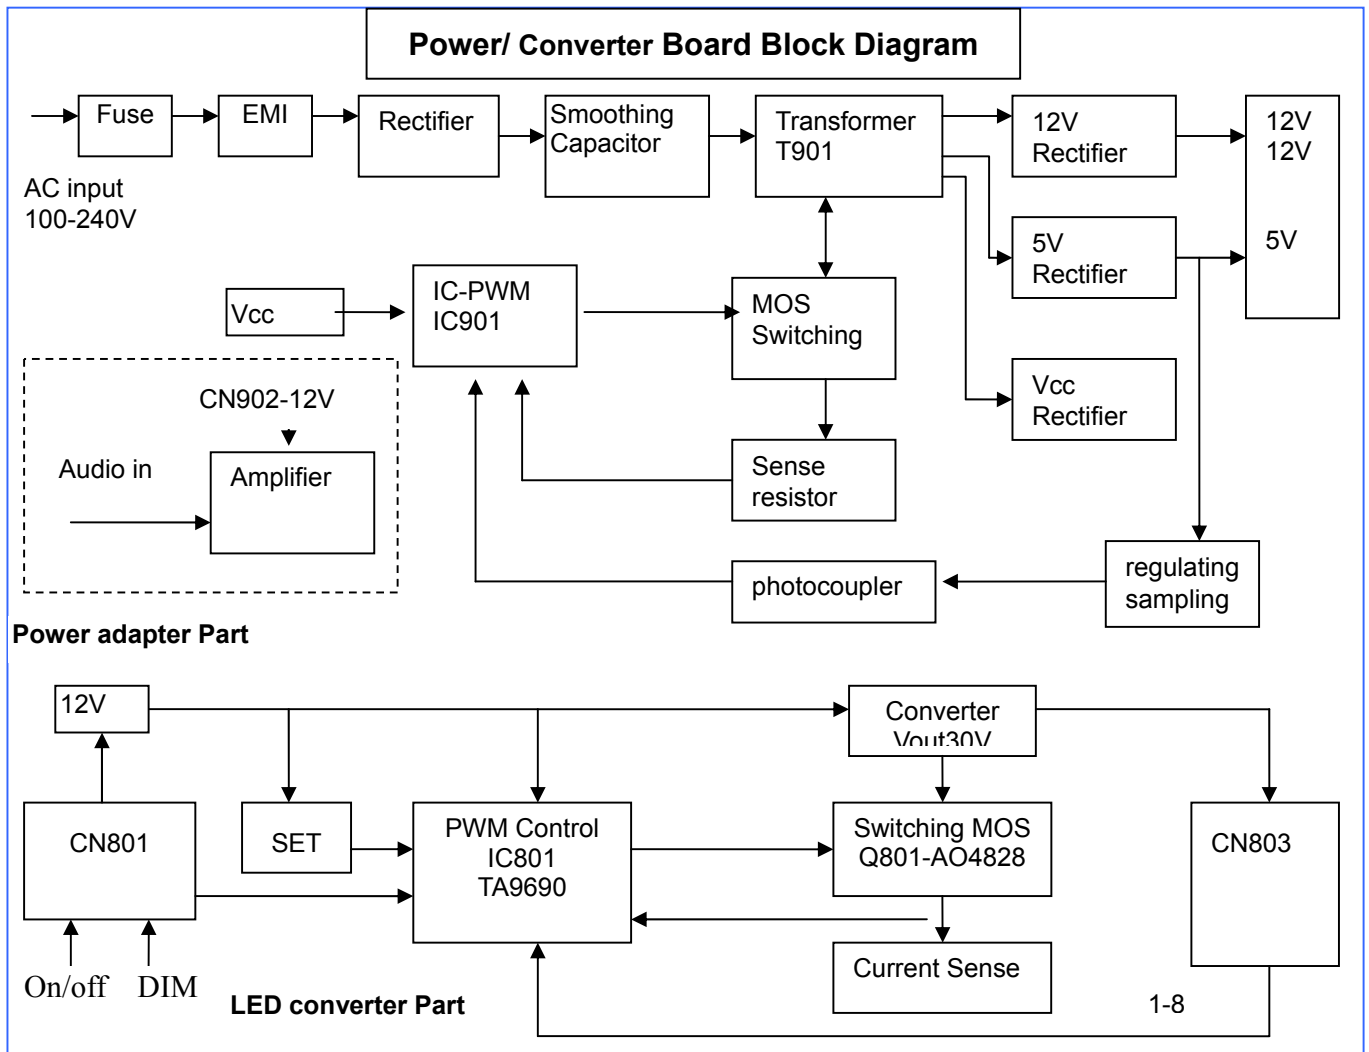 Power/ Converter Board Block Diagram
Fuse
EMI
Rectifier
Smoothing
Capacitor
Transformer
T901
12V
Rectifier
12V
12V
5V
AC input
100-240V
5V
Rectifier
Vcc
IC-PWM
IC901
MOS
Switching
Vcc
Rectifier
CN902-12V
Audio in
Amplifier
Sense
resistor
photocoupler
regulating
sampling
Power adapter Part
12V
Converter
Vout30V
CN801
SET
PWM Control
IC801
TA9690
Switching MOS
Q801-AO4828
CN803
Current Sense
On/off DIM
LED converter Part
1-8